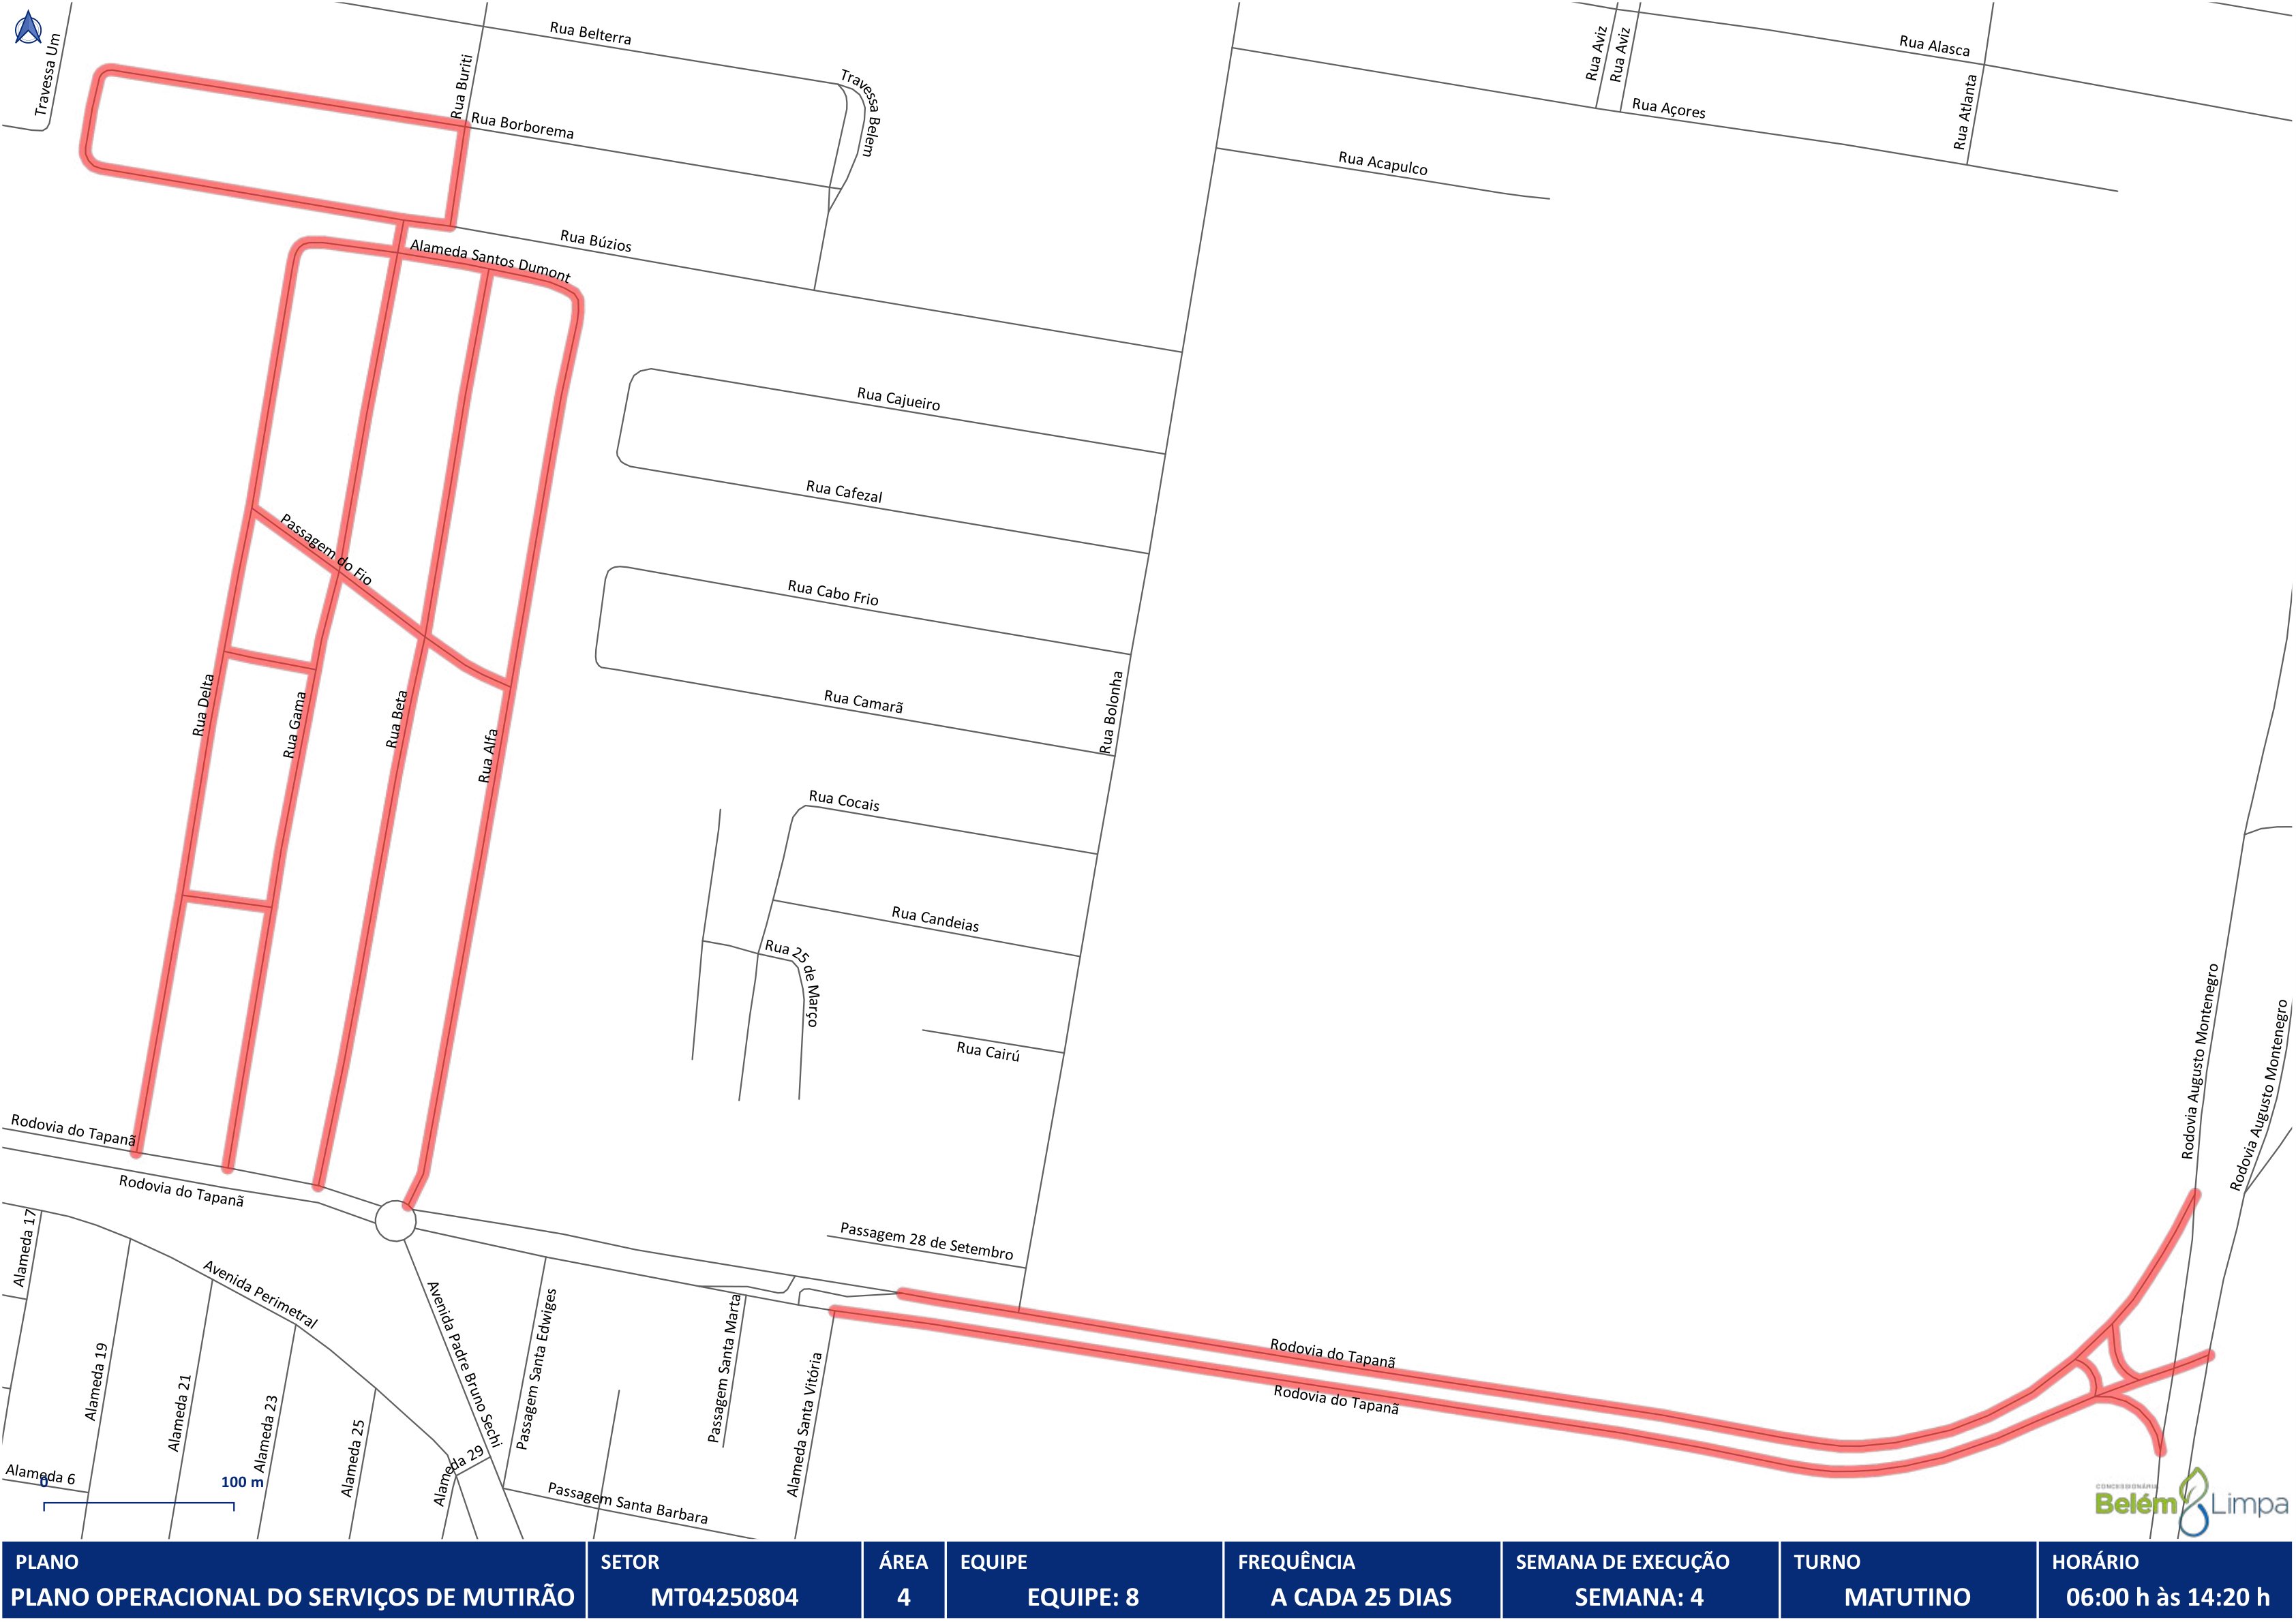 Travessa Um
Rua Belterra
Rua Buriti
Rua Borborema
Travessa Belem
Rua Aviz
Rua Aviz
Rua Alasca
Rua Açores
Rua Atlanta
Rua Acapulco
Rua Búzios
Alameda Santos Dumont
Rua Cajueiro
Rua Cafezal
Passagem do Fio
Rua Cabo Frio
Rua Camarã
Rua Bolonha
Rua Delta
Rua Gama
Rua Beta
Rua Alfa
Rua Cocais
Rua Candeias
Rua 25 de Março
Rua Cairú
Rodovia Augusto Montenegro
Rodovia Augusto Montenegro
Rodovia do Tapanã
Rodovia do Tapanã
Passagem 28 de Setembro
Alameda 17
Avenida Perimetral
Avenida Padre Bruno Sechi
Passagem Santa Edwiges
Passagem Santa Marta
Alameda Santa Vitória
Rodovia do Tapanã
Rodovia do Tapanã
Alameda 19
Alameda 21
Alameda 23
Alameda 25
Alameda 29
Alameda 6
Passagem Santa Barbara
0 100 m
CONCESSIONÁRIA
Belém Limpa
PLANO
PLANO OPERACIONAL DO SERVIÇOS DE MUTIRÃO
SETOR
MT04250804
ÁREA
4
EQUIPE
EQUIPE: 8
FREQUÊNCIA
A CADA 25 DIAS
SEMANA DE EXECUÇÃO
SEMANA: 4
TURNO
MATUTINO
HORÁRIO
06:00 h às 14:20 h